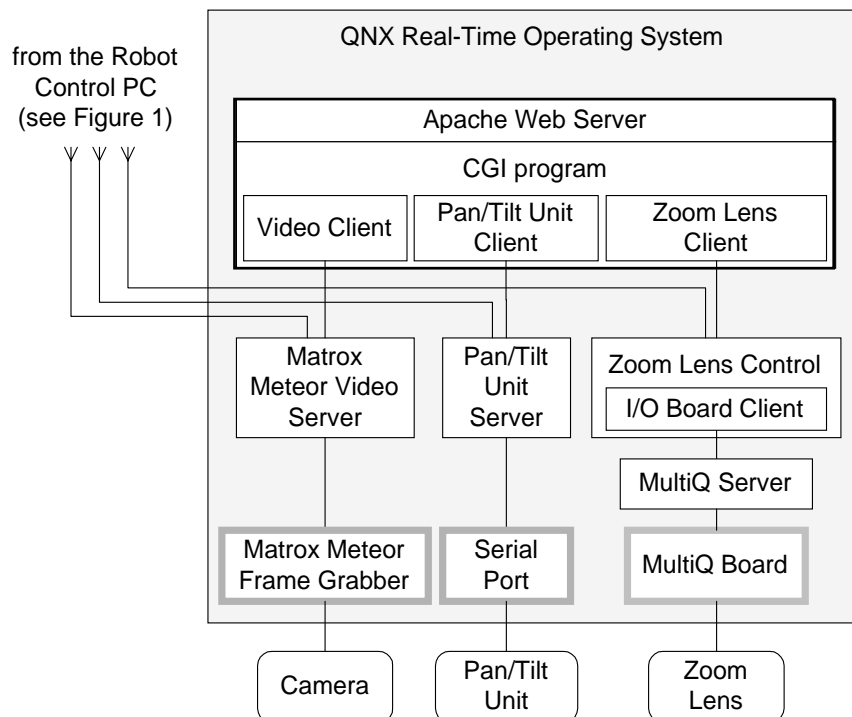 QNX Real-Time Operating System
from the Robot
Control PC
(see Figure 1)
Apache Web Server
CGI program
Video Client
Pan/Tilt Unit
Client
Zoom Lens
Client
Matrox
Meteor Video
Server
Pan/Tilt
Unit
Server
Zoom Lens Control
I/O Board Client
MultiQ Server
Matrox Meteor
Frame Grabber
Serial
Port
MultiQ Board
Camera
Pan/Tilt
Unit
Zoom
Lens